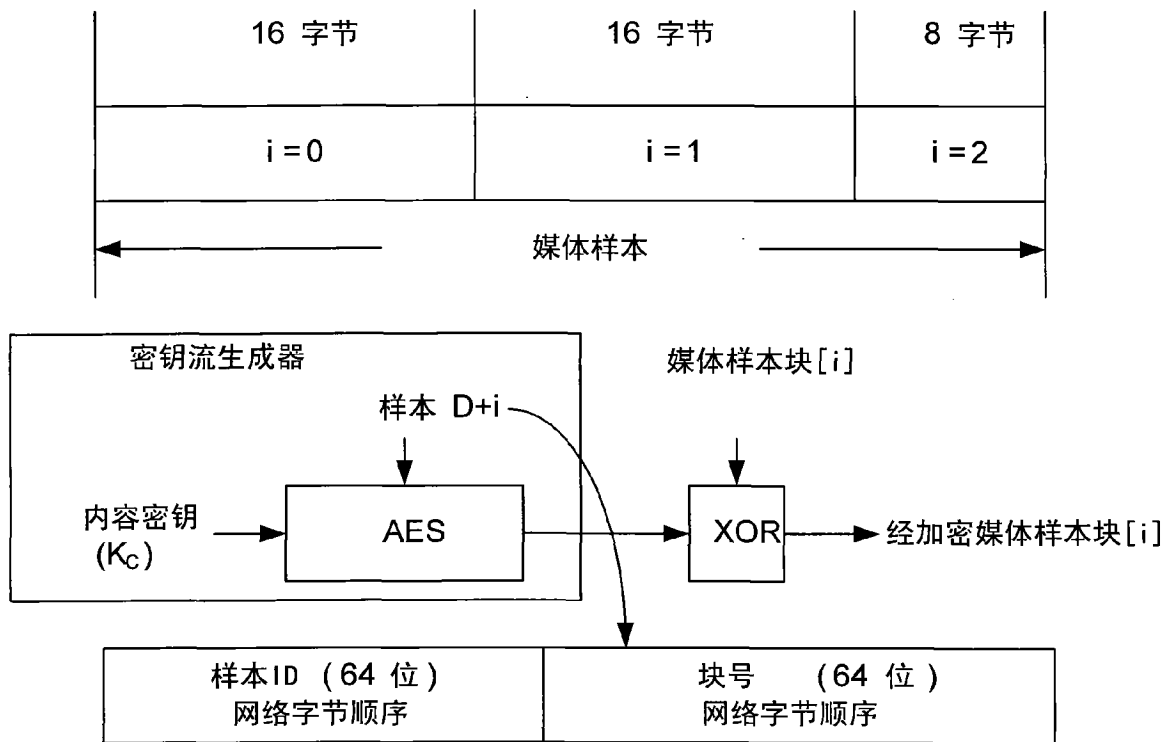 16 字节
16 字节
8 字节
i=0
i=1
i=2
媒体样本
密钥流生成器
媒体样本块[i]
样本 D+i
内容密钥
(Kc)
AES
XOR
经加密媒体样本块[i]
样本ID (64 位)
网络字节顺序
块号 (64 位)
网络字节顺序